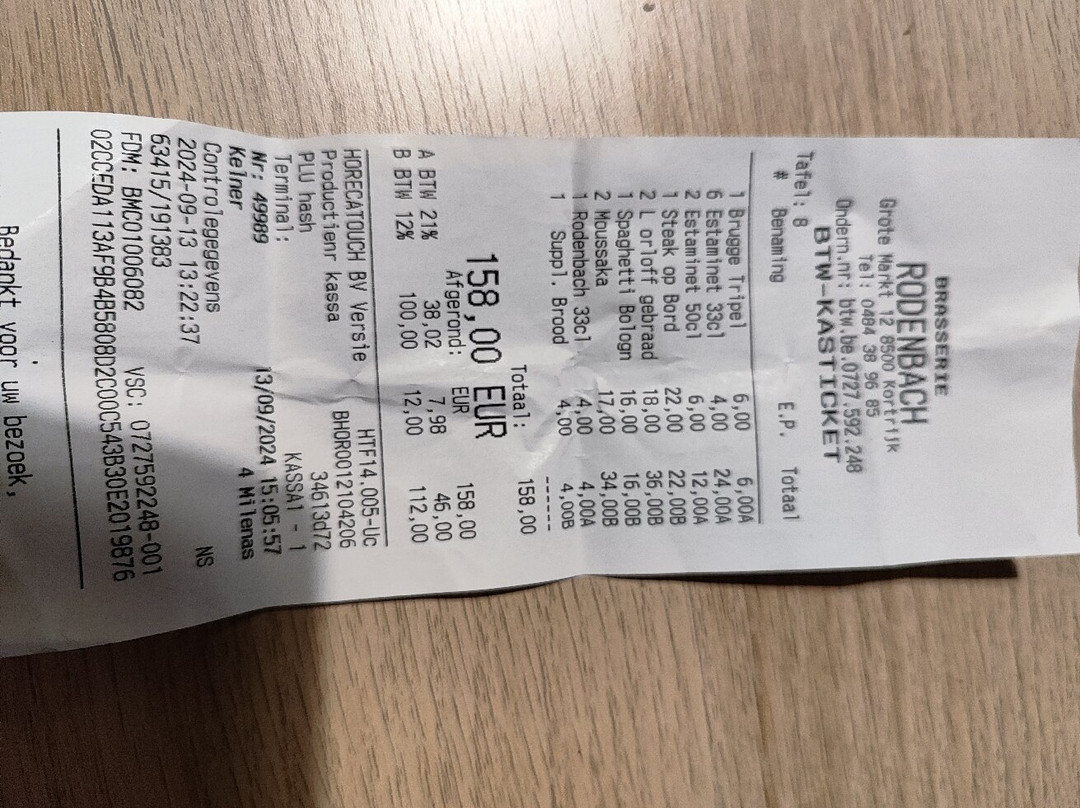 BRASSERIE
RODENBACH
Grote Markt 12 8500 Kortrijk
Tel: 0484 38 96 85
Ondern.nr: btw.be.0727.592.248
BTW-KASTICKET
Tafel: 8
# Benaming E.P. Totaal
1 Brugge Tripel 6,00 6,00A
6 Estaminet 33cl 4,00 24,00A
2 Estaminet 50cl 6,00 12,00A
1 Steak op Bord 22,00 22,00B
2 L orloff gebraad 18,00 36,00B
1 Spaghetti Bologn 16,00 16,00B
2 Moussaka 17,00 34,00B
1 Rodenbach 33cl 4,00 4,00A
1 Suppl. Brood 4,00 4,00B
------
Totaal: 158,00
158,00 EUR
Afgerond: EUR 158,00
A BTW 21% 38,02 7,98 46,00
B BTW 12% 100,00 12,00 112,00
HORECATOUCH BV Versie HTF14.005-Uc
Productienr kassa BHOR0012104206
PLU hash 34613d72
Terminal: KASSA1 - 1
Nr: 49989 13/09/2024 15:05:57
Kelner 4 Milenas
Controlegegevens
2024-09-13 13:22:37 NS
63415/191383
FDM: BMC01006082 VSC: 0727592248-001
02CCEDA113AF9B4B5808D2C00C543B30E2019876
Bedankt voor uw bezoek,